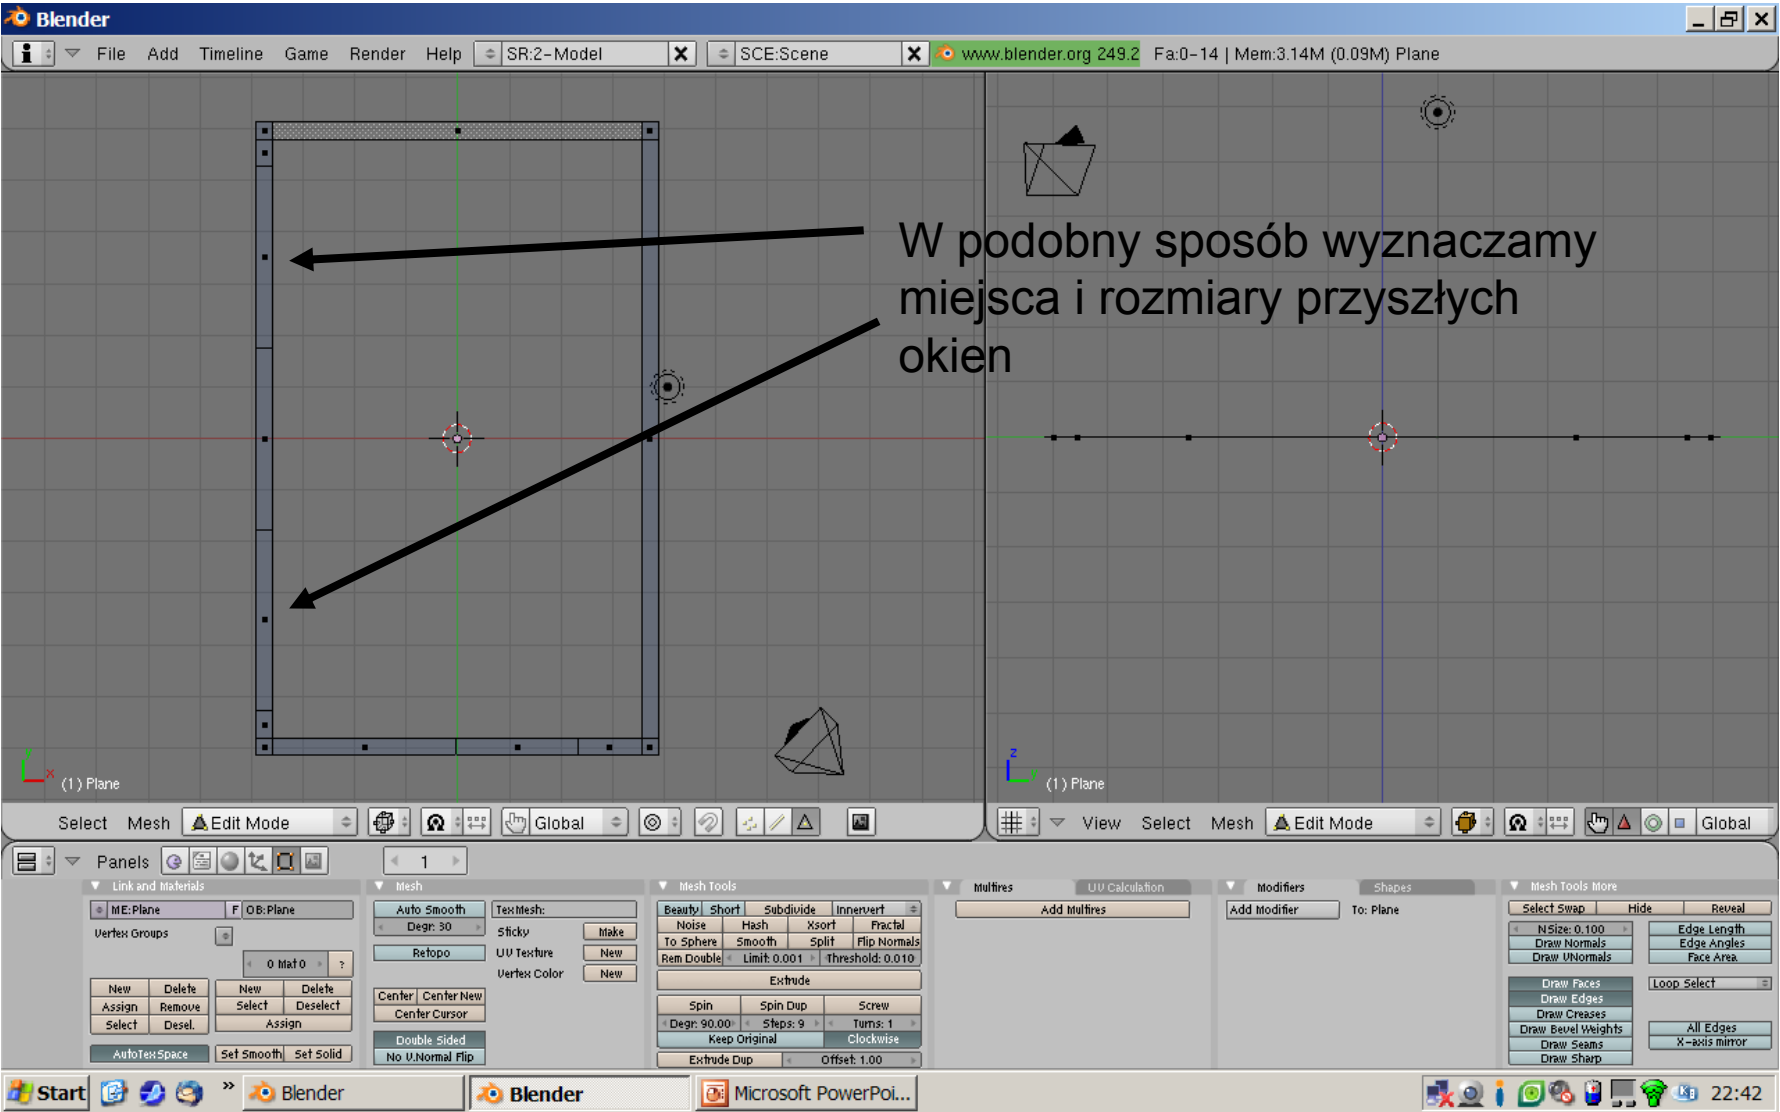 Blender
File Add Timeline Game Render Help SR:2-Model SCE:Scene www.blender.org 249.2 Fa:0-14 | Mem:3.14M (0.09M) Plane
W podobny sposób wyznaczamy
miejsca i rozmiary przyszłych
okien
y
x
(1) Plane
z
y
(1) Plane
Select Mesh Edit Mode Global
View Select Mesh Edit Mode Global
Panels 1
Link and Materials
ME:Plane F OB:Plane
Vertex Groups
0 Mat 0 ?
New Delete New Delete
Assign Remove Select Deselect
Select Desel. Assign
AutoTexSpace Set Smooth Set Solid
Mesh
Auto Smooth TexMesh:
Degr: 30 Sticky Make
Retopo UV Texture New
Vertex Color New
Center Center New
Center Cursor
Double Sided
No V.Normal Flip
Mesh Tools
Beauty Short Subdivide Innervert
Noise Hash Xsort Fractal
To Sphere Smooth Split Flip Normals
Rem Double Limit: 0.001 Threshold: 0.010
Extrude
Spin Spin Dup Screw
Degr: 90.00 Steps: 9 Turns: 1
Keep Original Clockwise
Extrude Dup Offset: 1.00
Multires UV Calculation
Add Multires
Modifiers Shapes
Add Modifier To: Plane
Mesh Tools More
Select Swap Hide Reveal
NSize: 0.100 Edge Length
Draw Normals Edge Angles
Draw VNormals Face Area
Draw Faces Loop Select
Draw Edges
Draw Creases
Draw Bevel Weights All Edges
Draw Seams X-axis mirror
Draw Sharp
Start » Blender Blender Microsoft PowerPoi... 22:42